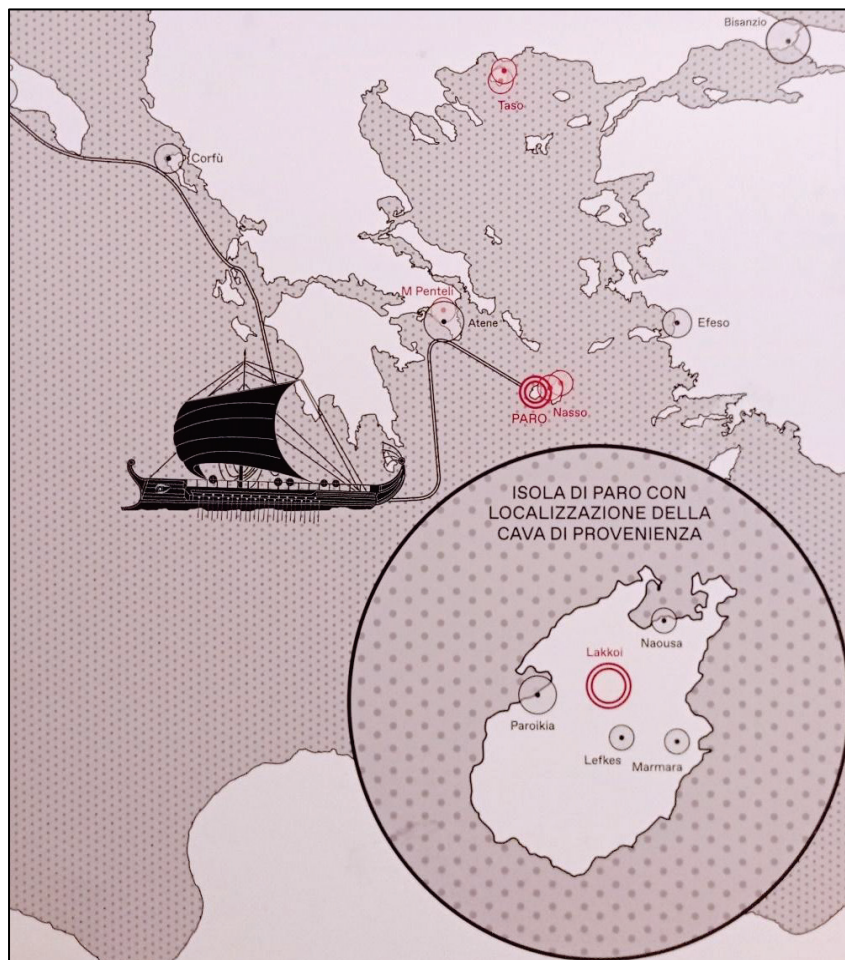 Bisanzio
Taso
Corfù
M Penteli
Atene
Efeso
PARO
Nasso
ISOLA DI PARO CON
LOCALIZZAZIONE DELLA
CAVA DI PROVENIENZA
Naousa
Lakkoi
Paroikia
Lefkes
Marmara